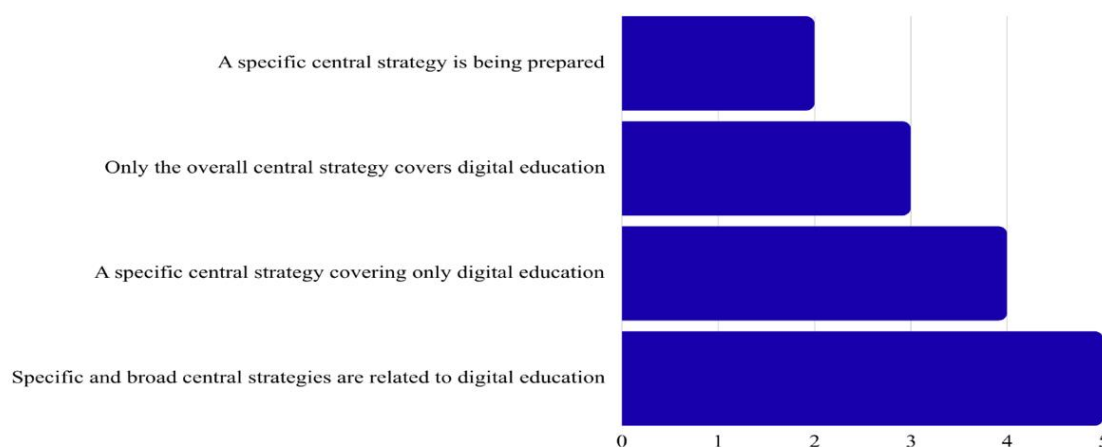 A specific central strategy is being prepared
Only the overall central strategy covers digital education
A specific central strategy covering only digital education
Specific and broad central strategies are related to digital education
0 1 2 3 4 5